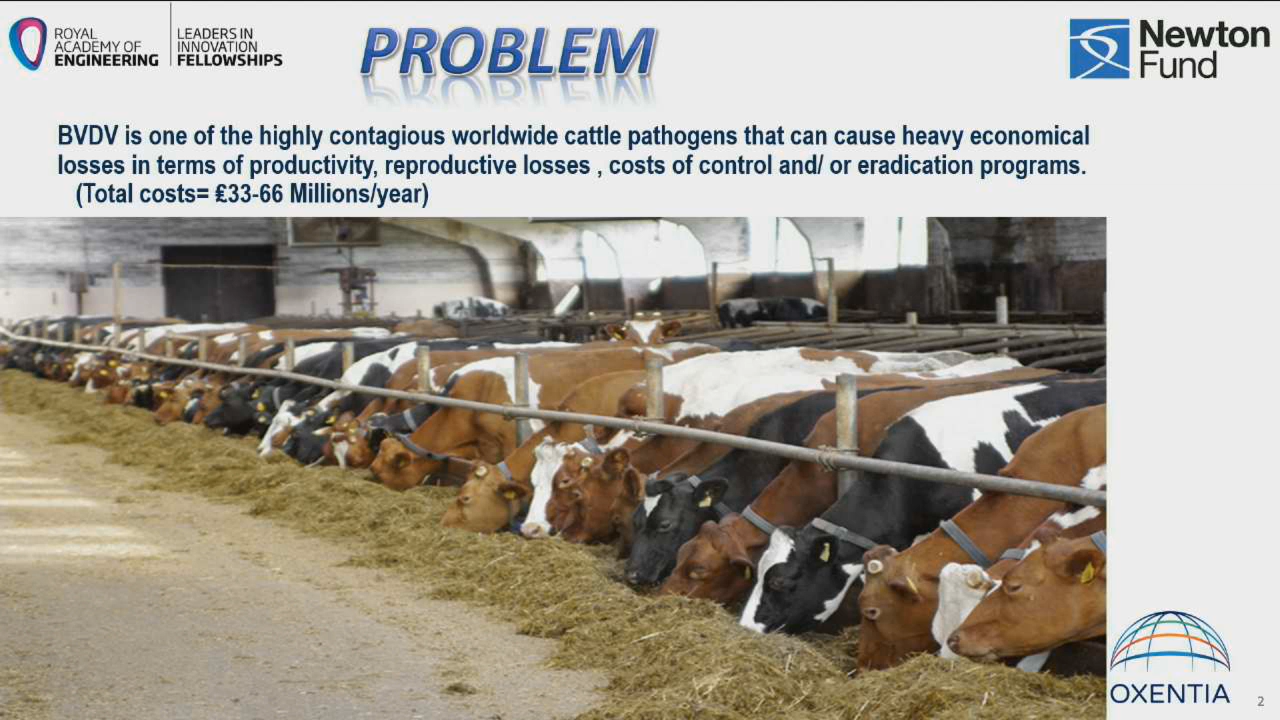 ROYAL
ACADEMY OF
ENGINEERING
LEADERS IN
INNOVATION
FELLOWSHIPS
PROBLEM
Newton
Fund
BVDV is one of the highly contagious worldwide cattle pathogens that can cause heavy economical
losses in terms of productivity, reproductive losses , costs of control and/ or eradication programs.
(Total costs= ₤33-66 Millions/year)
OXENTIA
2